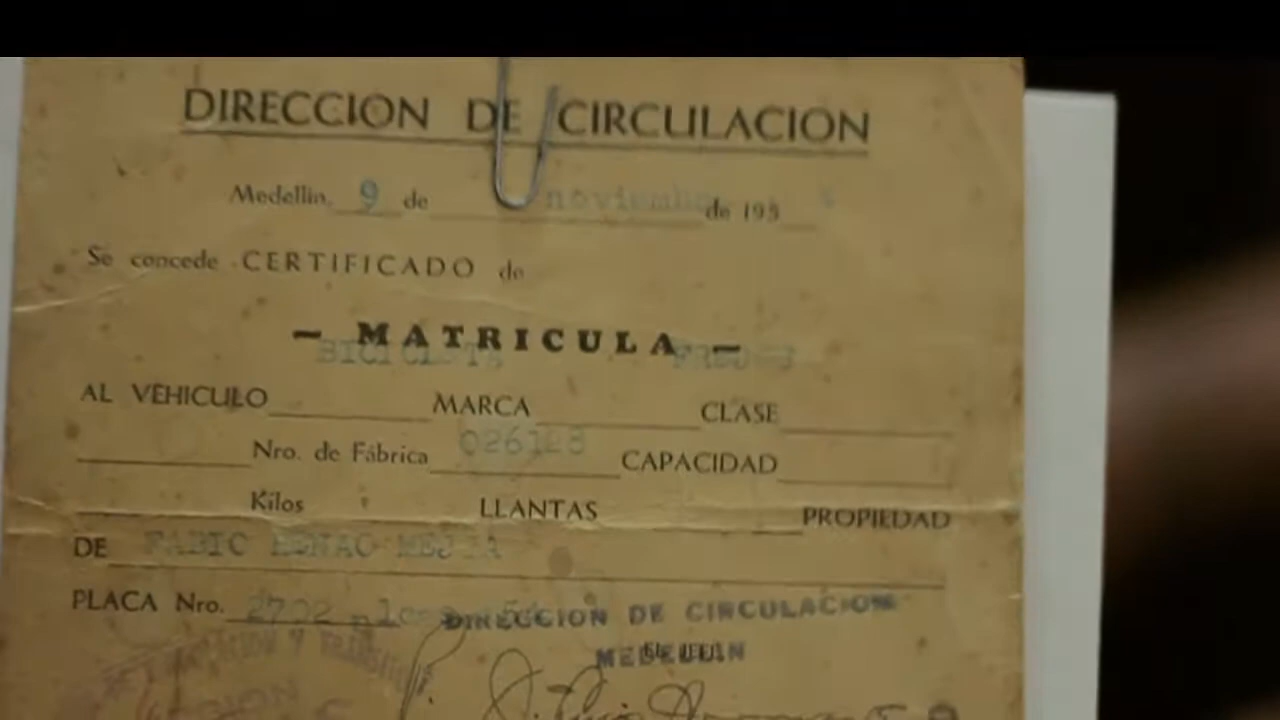 DIRECCION DE CIRCULACION
Medellin, 9 de noviembre de 195
Se concede CERTIFICADO de
— MATRICULA —
BICICLETA
AL VEHICULO MARCA CLASE
Nro. de Fábrica 026128 CAPACIDAD
Kilos LLANTAS PROPIEDAD
DE FABIO HENAO MEJIA
PLACA Nro. 2702
DIRECCION DE CIRCULACION
MEDELLIN